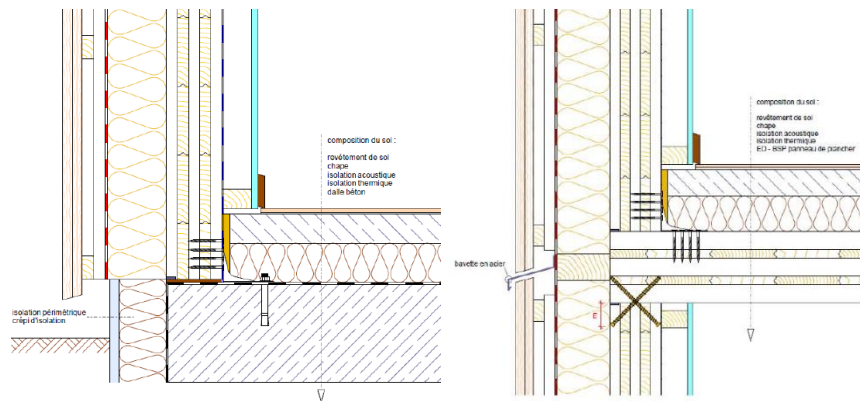 composition du sol :
revêtement de sol
chape
isolation acoustique
isolation thermique
dalle béton
isolation périmétrique
crépi d'isolation
composition du sol :
revêtement de sol
chape
isolation acoustique
isolation thermique
ED - BSP panneau de plancher
bavette en acier